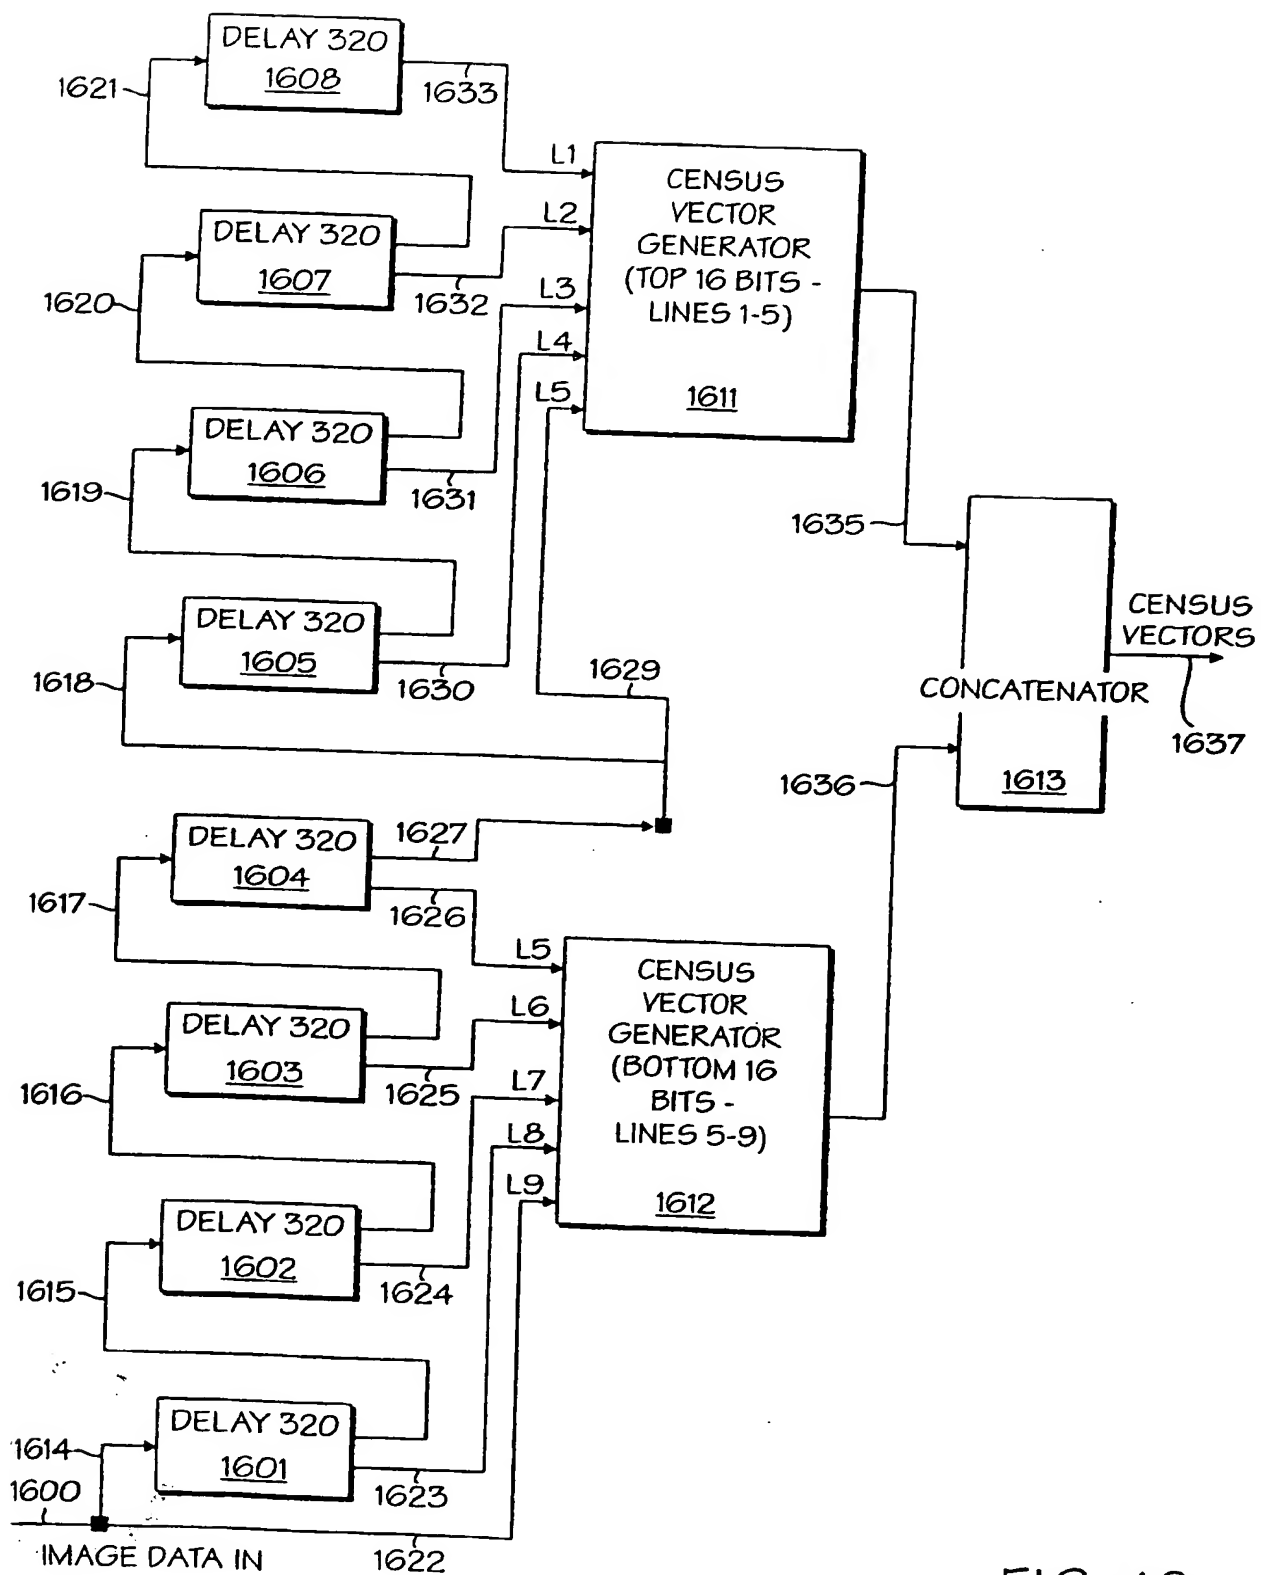 DELAY 320
1608
1621
1633
L1
DELAY 320
1607
1620
1632
L2
DELAY 320
1606
1619
1631
L3
DELAY 320
1605
1618
1630
L4
L5
1629
CENSUS
VECTOR
GENERATOR
(TOP 16 BITS -
LINES 1-5)
1611
1635
CONCATENATOR
1613
CENSUS
VECTORS
1637
1636
DELAY 320
1604
1617
1627
1626
L5
DELAY 320
1603
1616
1625
L6
DELAY 320
1602
1615
1624
L7
DELAY 320
1601
1614
1623
L8
L9
CENSUS
VECTOR
GENERATOR
(BOTTOM 16
BITS -
LINES 5-9)
1612
1600
IMAGE DATA IN
1622